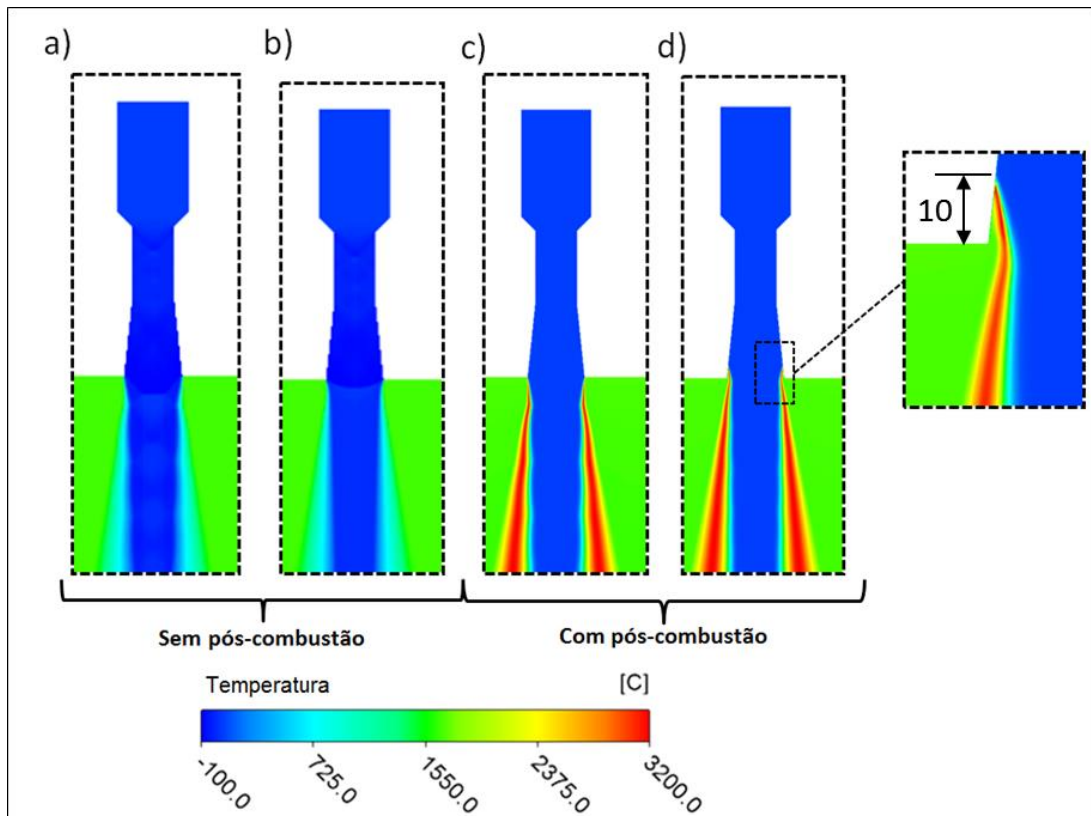 a)
b)
c)
d)
10
Sem pós-combustão
Com pós-combustão
Temperatura [C]
-100.0
725.0
1550.0
2375.0
3200.0